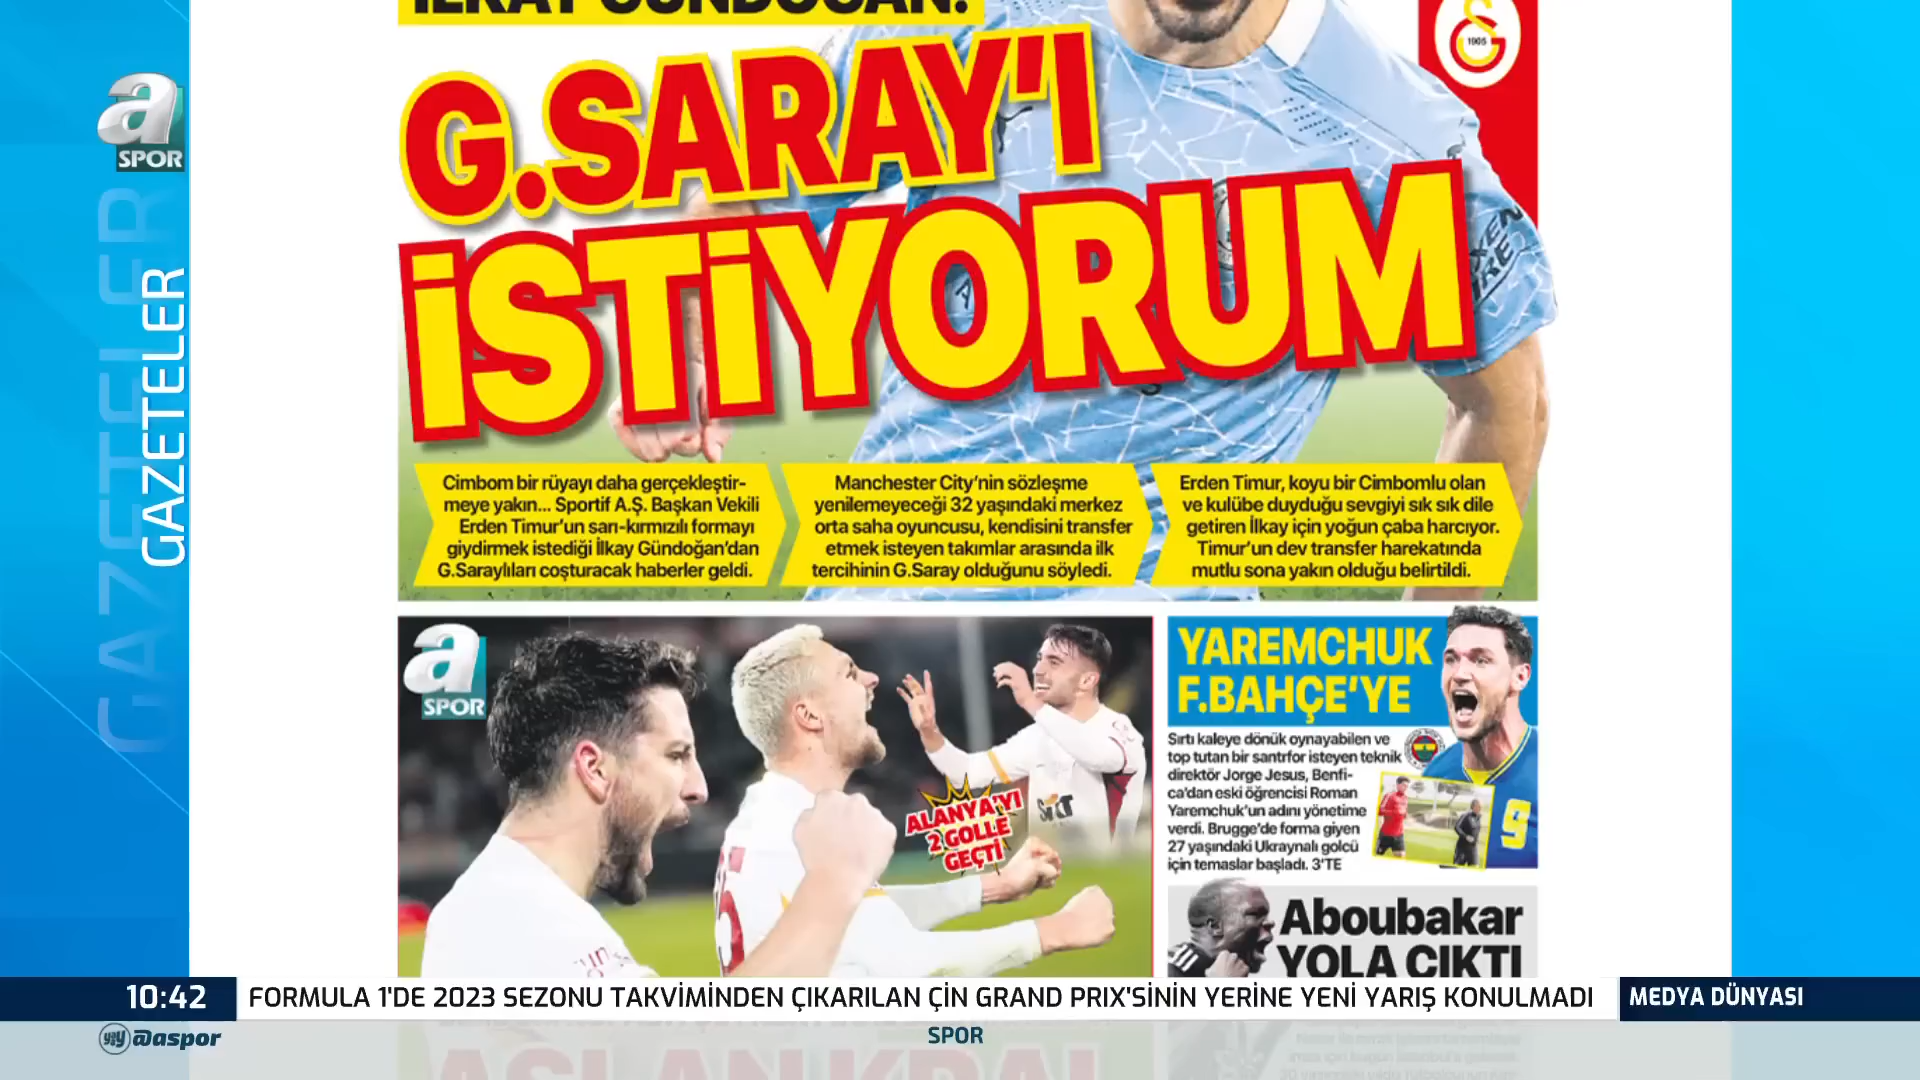 İLKAY GÜNDOĞAN:
1905
G.SARAY'I
İSTİYORUM
a
SPOR
GAZETELER
GAZETELER
Cimbom bir rüyayı daha gerçekleştir-
meye yakın... Sportif A.Ş. Başkan Vekili
Erden Timur'un sarı-kırmızılı formayı
giydirmek istediği İlkay Gündoğan'dan
G.Saraylıları coşturacak haberler geldi.
Manchester City'nin sözleşme
yenilemeyeceği 32 yaşındaki merkez
orta saha oyuncusu, kendisini transfer
etmek isteyen takımlar arasında ilk
tercihinin G.Saray olduğunu söyledi.
Erden Timur, koyu bir Cimbomlu olan
ve kulübe duyduğu sevgiyi sık sık dile
getiren İlkay için yoğun çaba harcıyor.
Timur'un dev transfer harekatında
mutlu sona yakın olduğu belirtildi.
a
SPOR
ALANYA'YI
2 GOLLE
GEÇTİ
YAREMCHUK
F.BAHÇE'YE
Sırtı kaleye dönük oynayabilen ve
top tutan bir santrfor isteyen teknik
direktör Jorge Jesus, Benfi-
ca'dan eski öğrencisi Roman
Yaremchuk'un adını yönetime
verdi. Brugge'de forma giyen
27 yaşındaki Ukraynalı golcü
için temaslar başladı. 3'TE
9
Aboubakar
YOLA ÇIKTI
10:42
FORMULA 1'DE 2023 SEZONU TAKVİMİNDEN ÇIKARILAN ÇİN GRAND PRIX'SİNİN YERİNE YENİ YARIŞ KONULMADI
MEDYA DÜNYASI
@aspor
SPOR
ASLAN KRAL